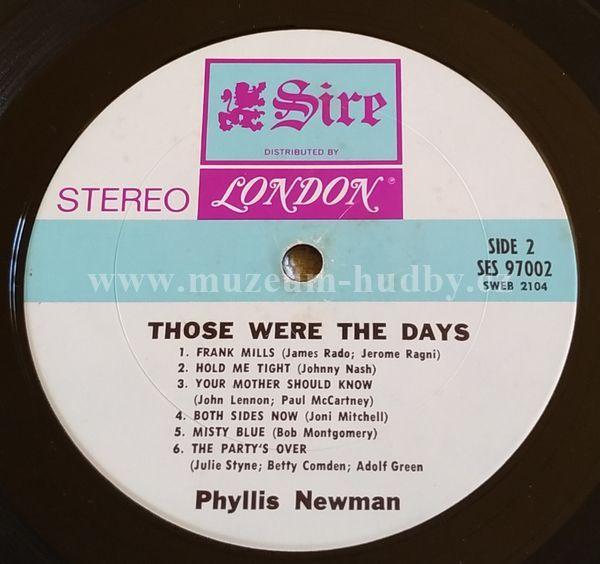 Sire
DISTRIBUTED BY
STEREO
LONDON®
SIDE 2
SES 97002
SWEB 2104
www.muzeum-hudby.cz
THOSE WERE THE DAYS
1. FRANK MILLS (James Rado; Jerome Ragni)
2. HOLD ME TIGHT (Johnny Nash)
3. YOUR MOTHER SHOULD KNOW
(John Lennon; Paul McCartney)
4. BOTH SIDES NOW (Joni Mitchell)
5. MISTY BLUE (Bob Montgomery)
6. THE PARTY'S OVER
(Julie Styne; Betty Comden; Adolf Green
Phyllis Newman